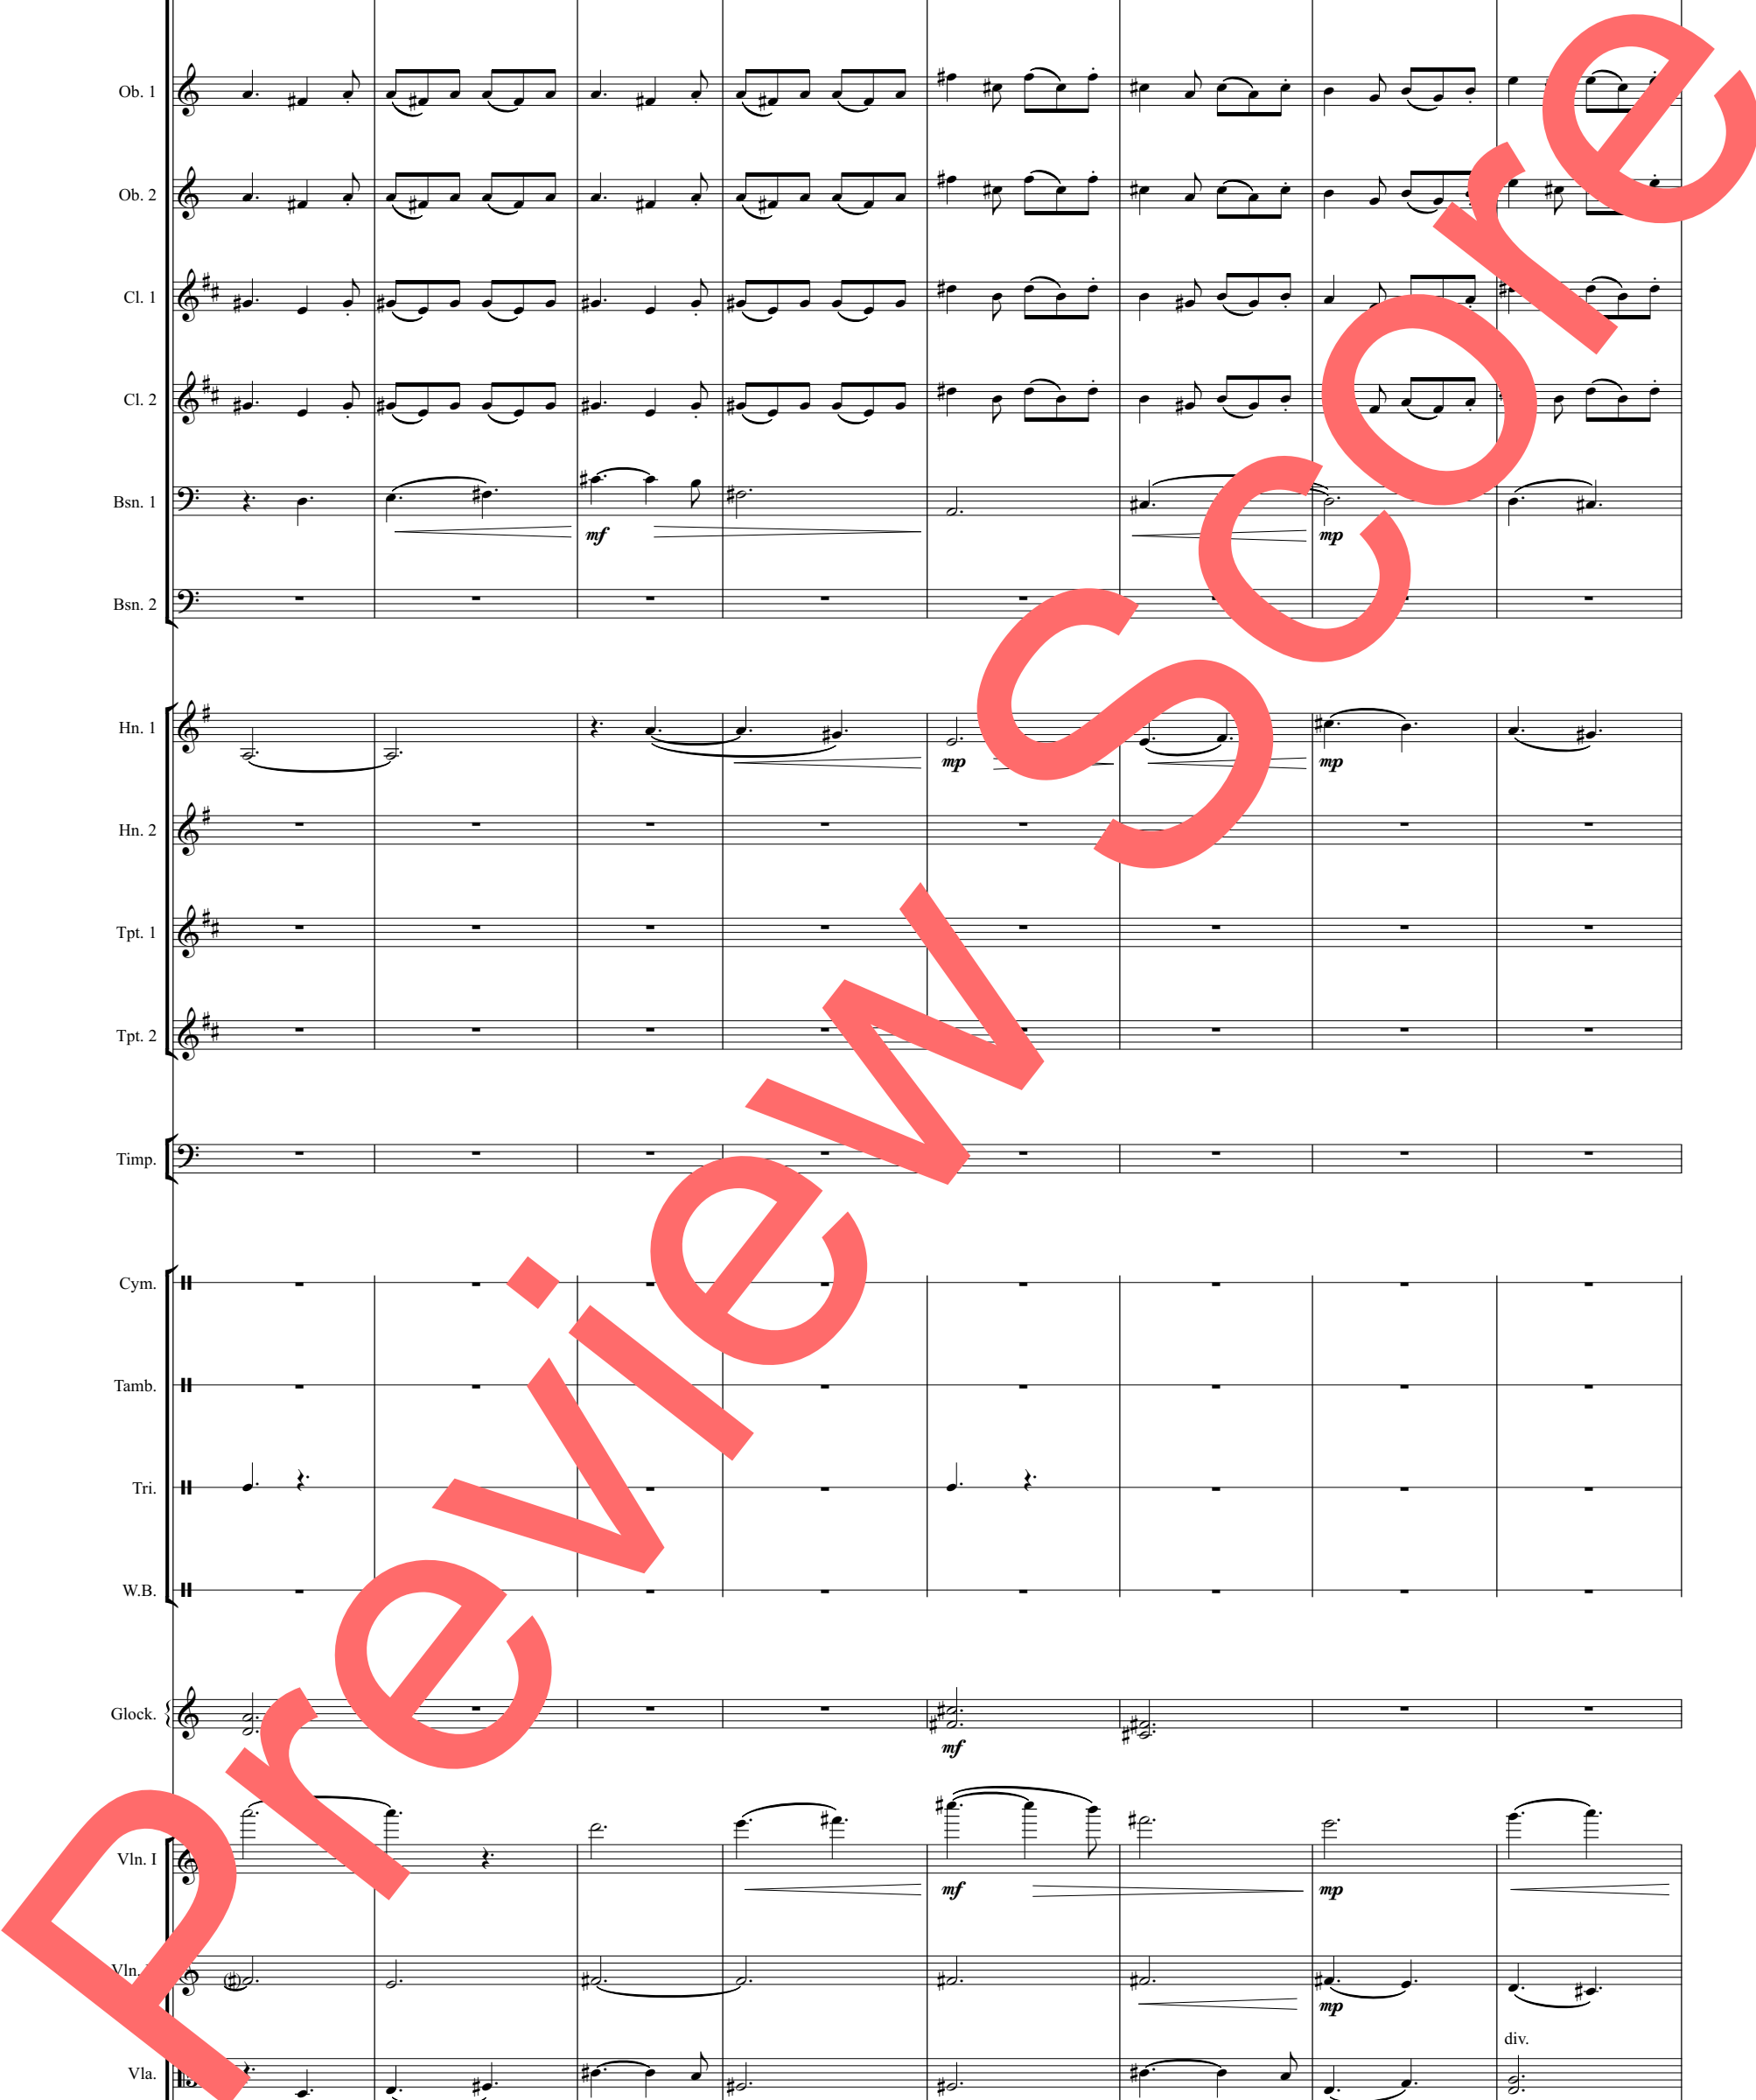 Ob. 1
Ob. 2
Cl. 1
Cl. 2
Bsn. 1
mf
mp
Bsn. 2
Hn. 1
mp
mp
Hn. 2
Tpt. 1
Tpt. 2
Timp.
Cym.
Tamb.
Tri.
W.B.
Glock.
mf
Vln. I
mf
mp
Vln.
mp
div.
Vla.
Preview Score